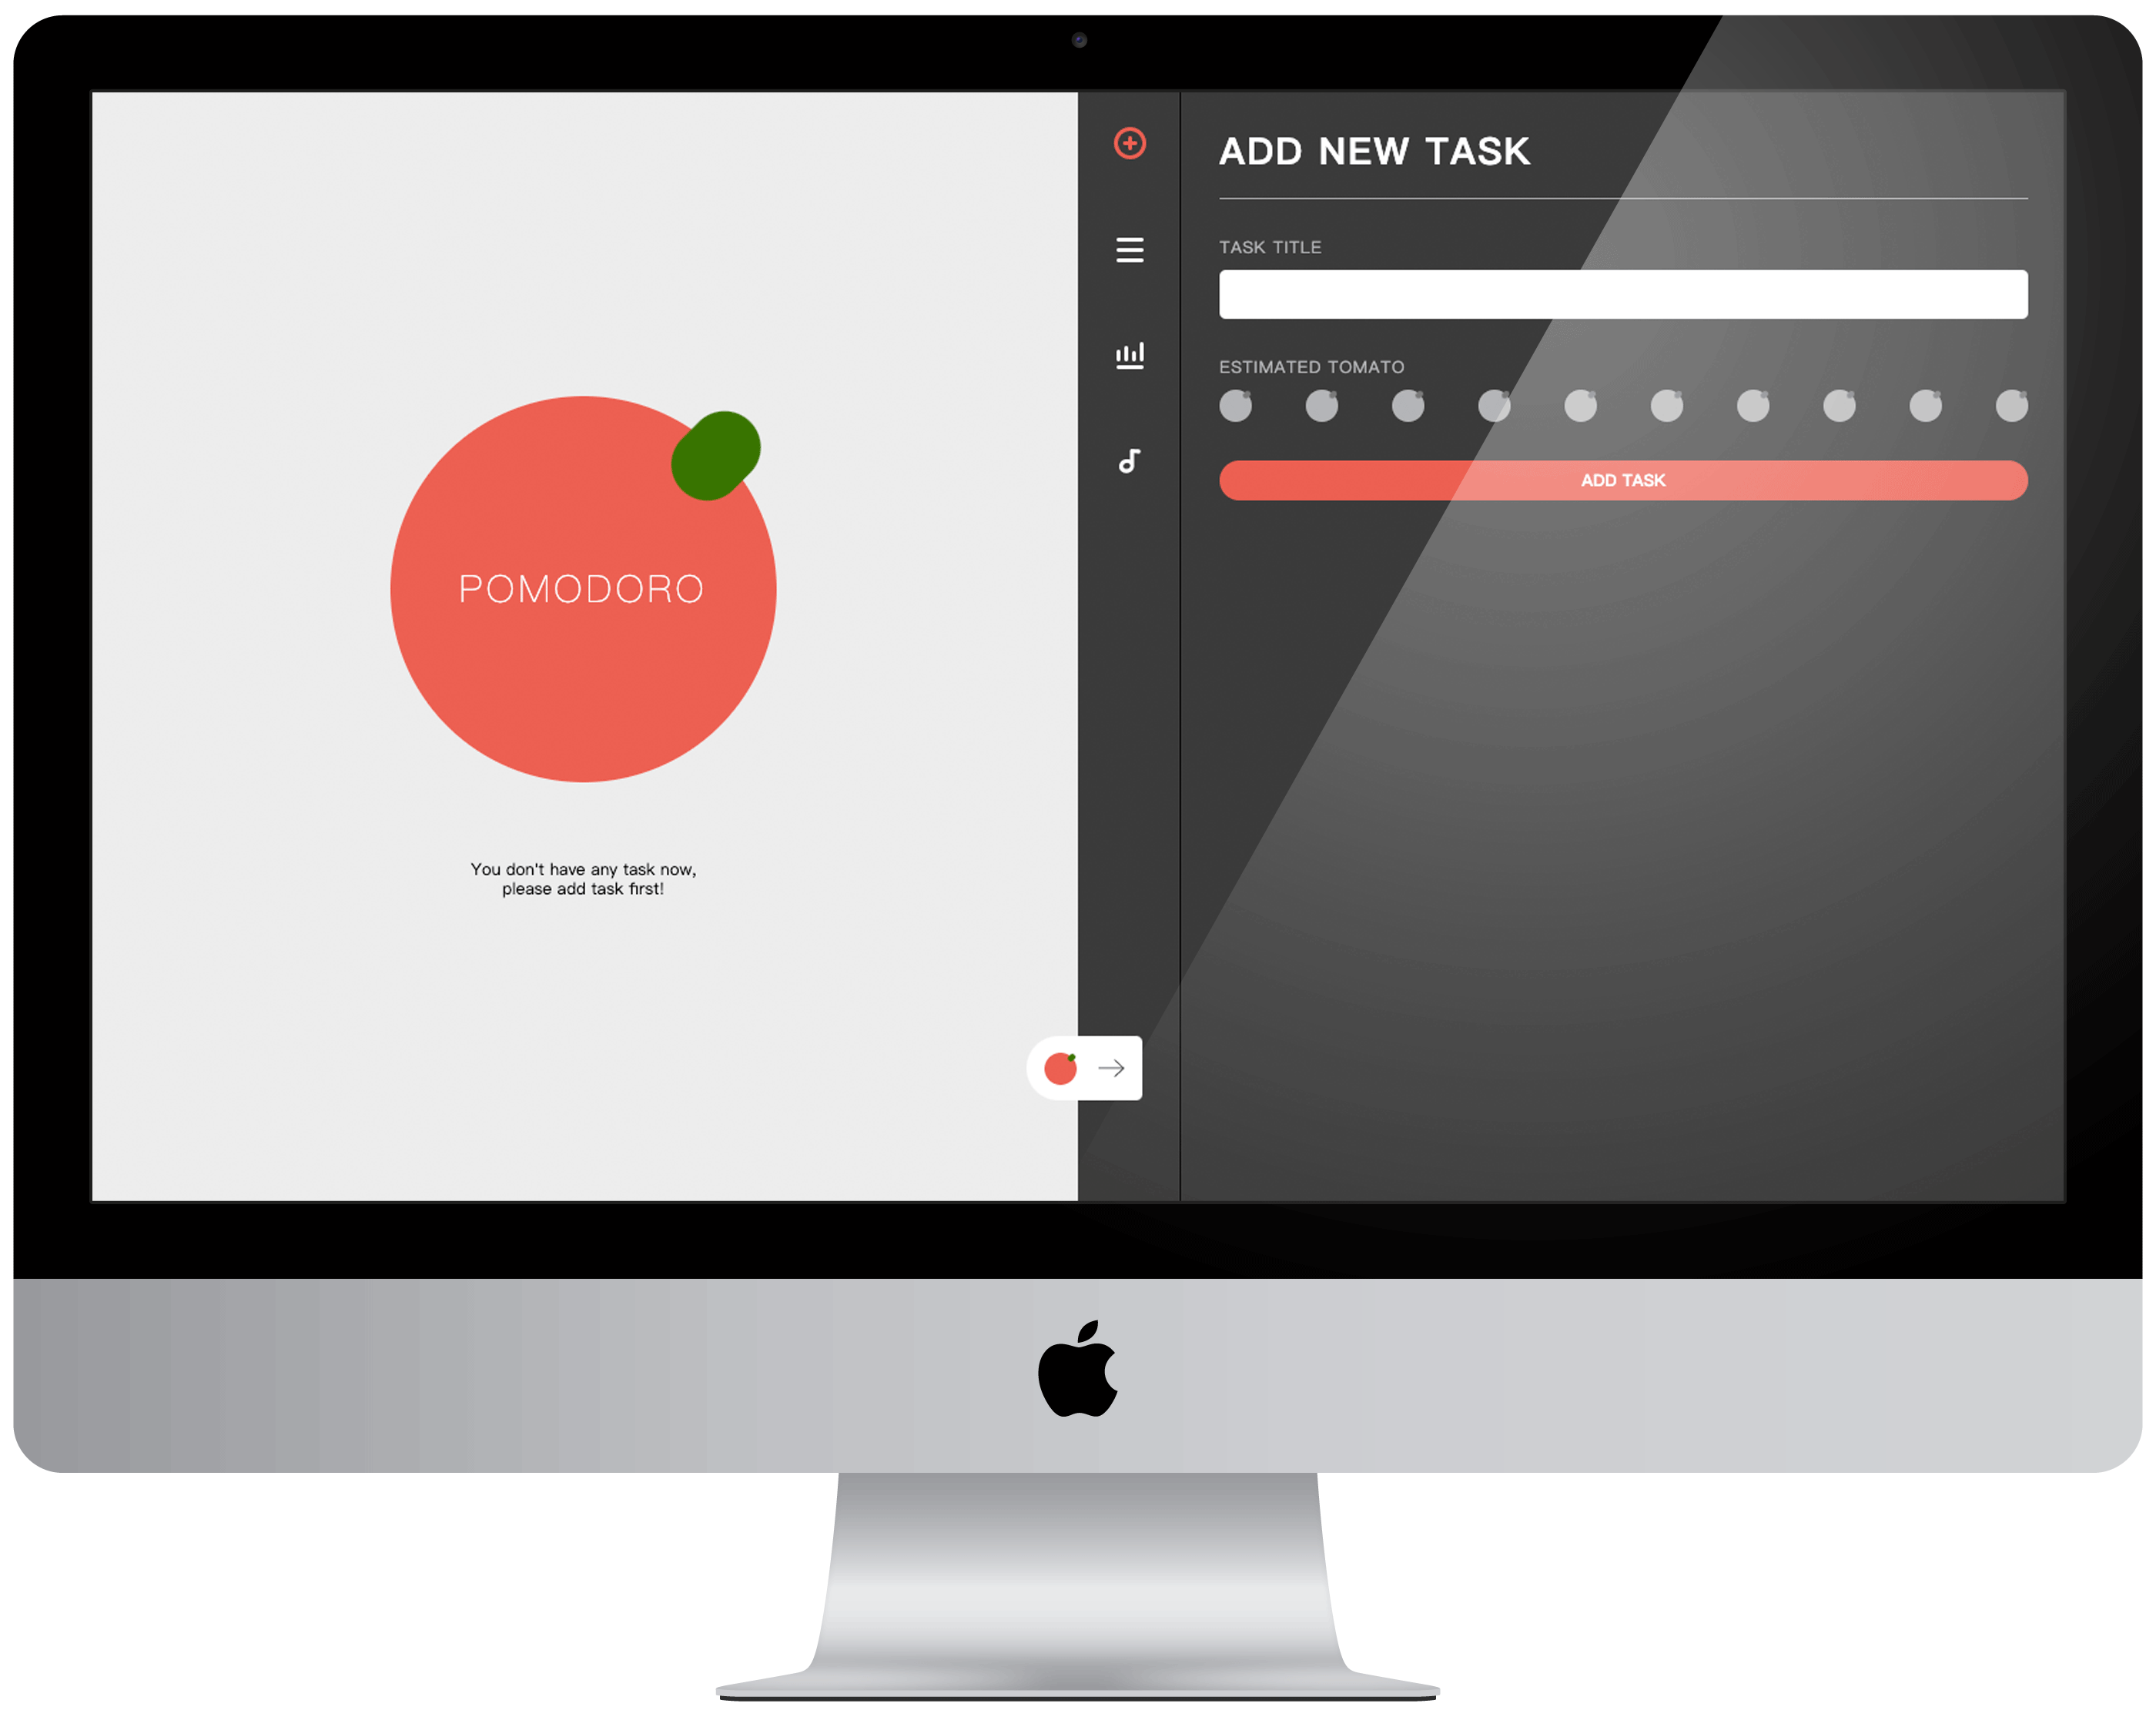 POMODORO
You don't have any task now,
please add task first!
ADD NEW TASK
TASK TITLE
ESTIMATED TOMATO
ADD TASK